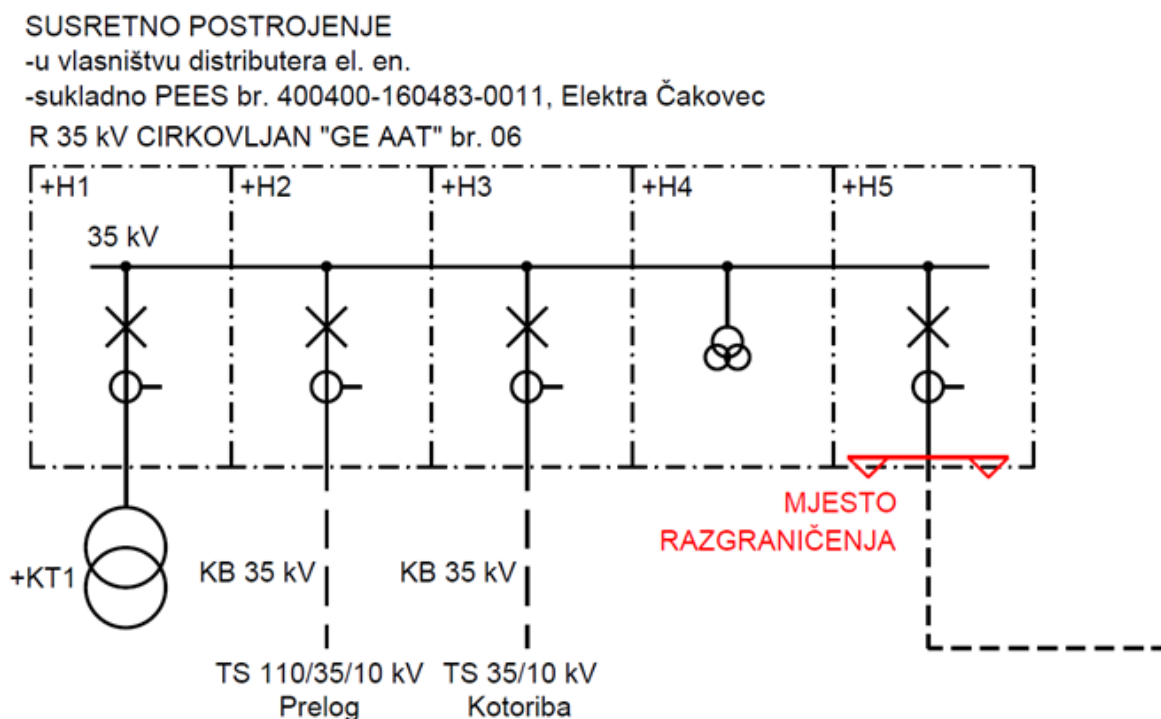 SUSRETNO POSTROJENJE
-u vlasništvu distributera el. en.
-sukladno PEES br. 400400-160483-0011, Elektra Čakovec
R 35 kV CIRKOVLJAN "GE AAT" br. 06
+H1 +H2 +H3 +H4 +H5
35 kV
MJESTO
RAZGRANIČENJA
+KT1
KB 35 kV KB 35 kV
TS 110/35/10 kV TS 35/10 kV
Prelog Kotoriba